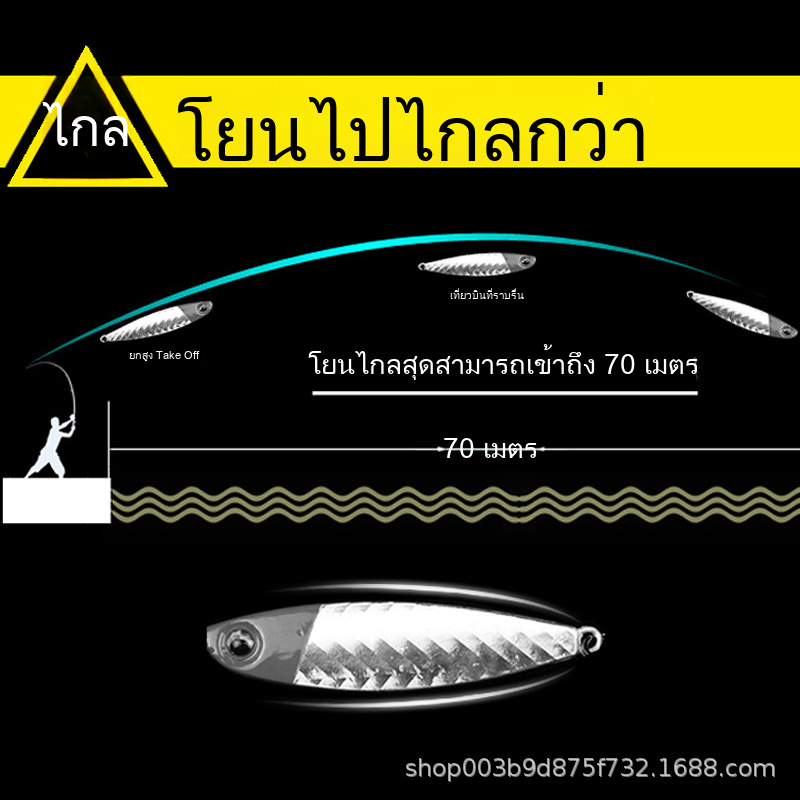 ไกล
โยนไปไกลกว่า
เที่ยวบินที่ราบรื่น
ยกสูง Take Off
โยนไกลสุดสามารถเข้าถึง 70 เมตร
70 เมตร
shop003b9d875f732.1688.com